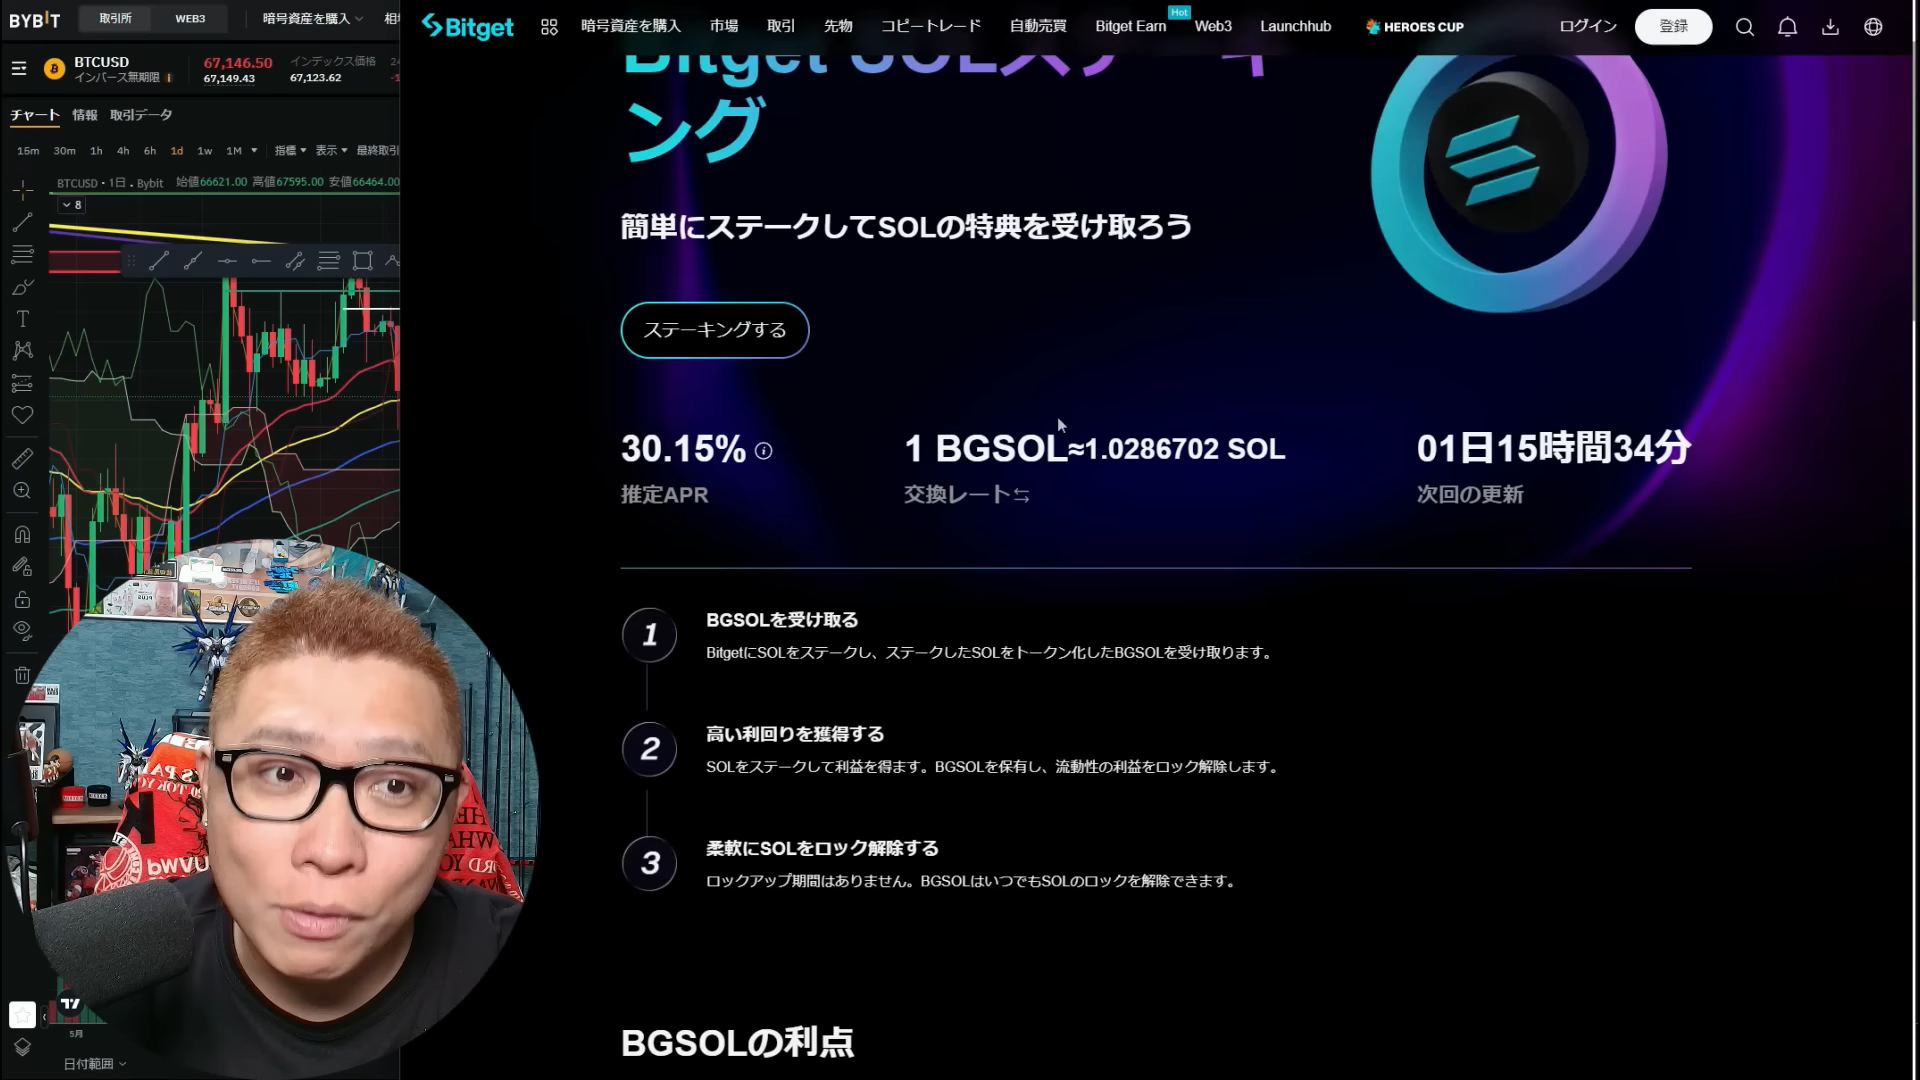 BYBIT 取引所 WEB3 暗号資産を購入
BTCUSD 67,146.50 インデックス価格
インバース無期限 67,149.43 67,123.62
チャート 情報 取引データ
15m 30m 1h 4h 6h 1d 1w 1M 指標 表示 最終取引
BTCUSD・1日・Bybit 始値66621.00 高値67595.00 安値66464.00
8
5月
日付範囲
Bitget 暗号資産を購入 市場 取引 先物 コピートレード 自動売買 Bitget Earn Hot Web3 Launchhub HEROES CUP ログイン 登録
Bitget SOLステーキ
ング
簡単にステークしてSOLの特典を受け取ろう
ステーキングする
30.15% 1 BGSOL≈1.0286702 SOL 01日15時間34分
推定APR 交換レート 次回の更新
1 BGSOLを受け取る
BitgetにSOLをステークし、ステークしたSOLをトークン化したBGSOLを受け取ります。
2 高い利回りを獲得する
SOLをステークして利益を得ます。BGSOLを保有し、流動性の利益をロック解除します。
3 柔軟にSOLをロック解除する
ロックアップ期間はありません。BGSOLはいつでもSOLのロックを解除できます。
BGSOLの利点